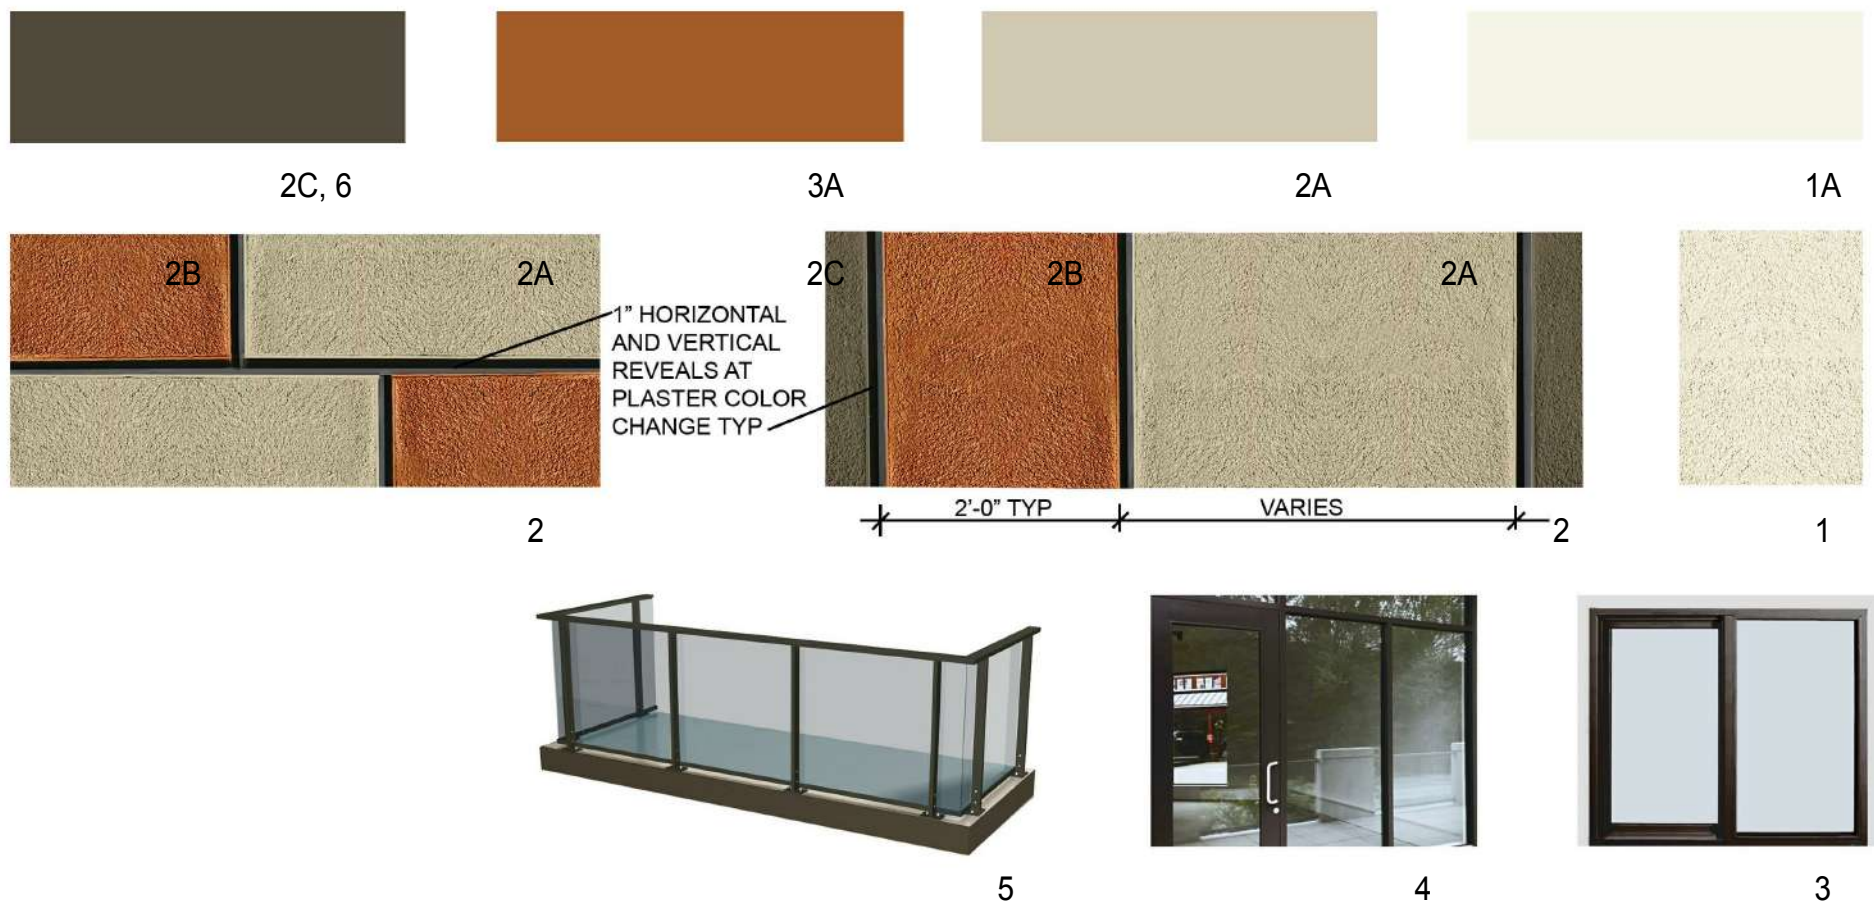 2C, 6
3A
2A
1A
2B
2A
1” HORIZONTAL
AND VERTICAL
REVEALS AT
PLASTER COLOR
CHANGE TYP
2C
2B
2A
2'-0” TYP
VARIES
2
2
1
5
4
3